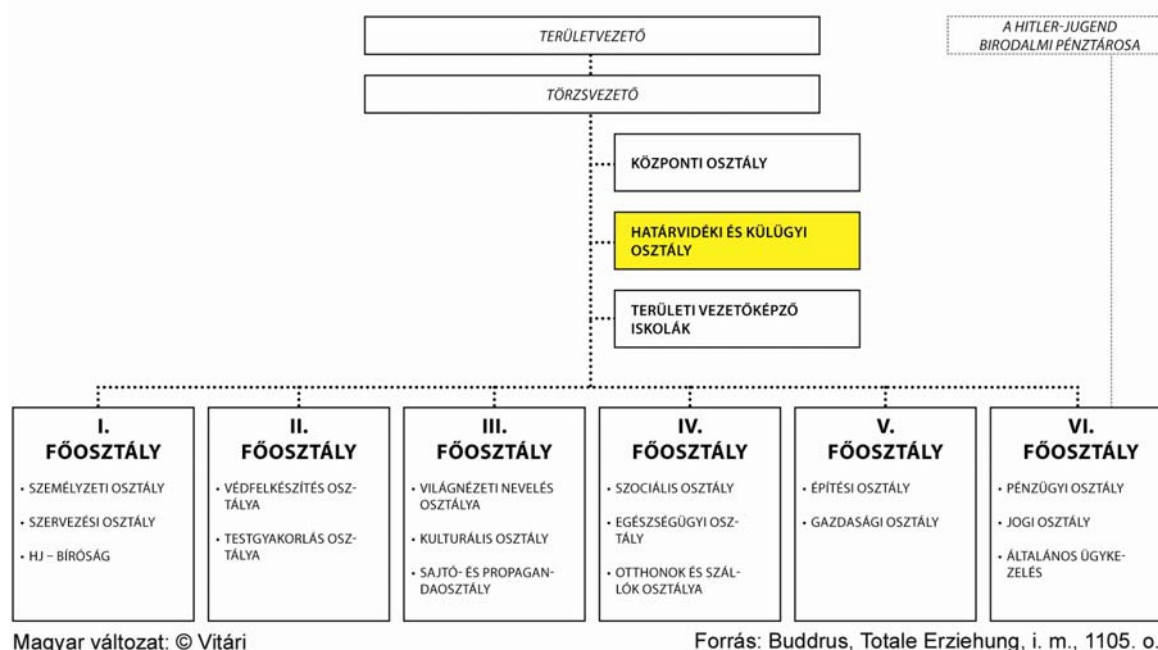 TERÜLETVEZETŐ
A HITLER-JUGEND
BIRODALMI PÉNZTÁROSA
TÖRZSVEZETŐ
KÖZPONTI OSZTÁLY
HATÁRVIDÉKI ÉS KÜLÜGYI
OSZTÁLY
TERÜLETI VEZETŐKÉPZŐ
ISKOLÁK
I.
FŐOSZTÁLY
• SZEMÉLYZETI OSZTÁLY
• SZERVEZÉSI OSZTÁLY
• HJ – BÍRÓSÁG
II.
FŐOSZTÁLY
• VÉDFELKÉSZÍTÉS OSZ-
TÁLYA
• TESTGYAKORLÁS OSZ-
TÁLYA
III.
FŐOSZTÁLY
• VILÁGNÉZETI NEVELÉS
OSZTÁLYA
• KULTURÁLIS OSZTÁLY
• SAJTÓ- ÉS PROPAGAN-
DAOSZTÁLY
IV.
FŐOSZTÁLY
• SZOCIÁLIS OSZTÁLY
• EGÉSZSÉGÜGYI OSZ-
TÁLY
• OTTHONOK ÉS SZÁL-
LÓK OSZTÁLYA
V.
FŐOSZTÁLY
• ÉPÍTÉSI OSZTÁLY
• GAZDASÁGI OSZTÁLY
VI.
FŐOSZTÁLY
• PÉNZÜGYI OSZTÁLY
• JOGI OSZTÁLY
• ÁLTALÁNOS ÜGYKE-
ZELÉS
Magyar változat: © Vitári
Forrás: Buddrus, Totale Erziehung, i. m., 1105. o.